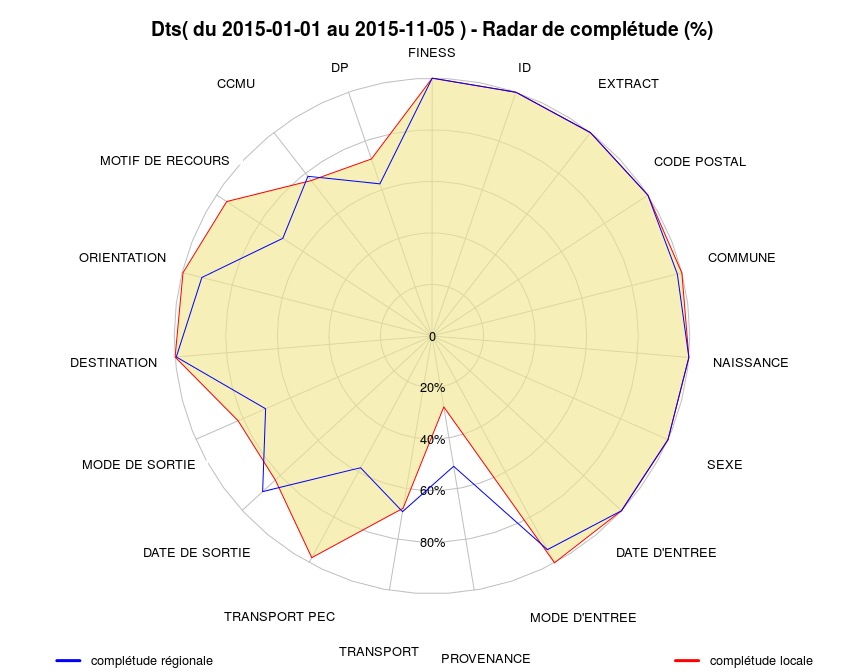 Dts( du 2015-01-01 au 2015-11-05 ) - Radar de complétude (%)
FINESS
ID
DP
EXTRACT
CCMU
CODE POSTAL
MOTIF DE RECOURS
COMMUNE
ORIENTATION
0
NAISSANCE
DESTINATION
20%
40%
SEXE
MODE DE SORTIE
60%
80%
DATE D'ENTREE
DATE DE SORTIE
MODE D'ENTREE
TRANSPORT PEC
TRANSPORT
PROVENANCE
complétude régionale
complétude locale